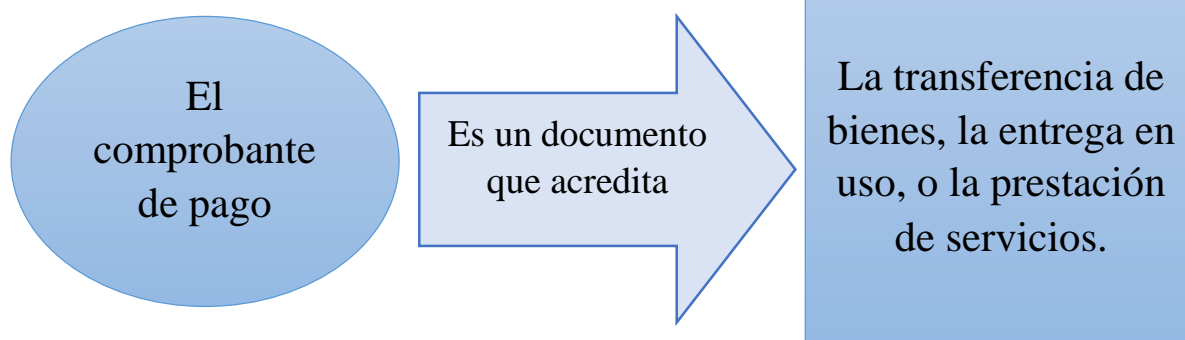 El
comprobante
de pago
Es un documento
que acredita
La transferencia de
bienes, la entrega en
uso, o la prestación
de servicios.